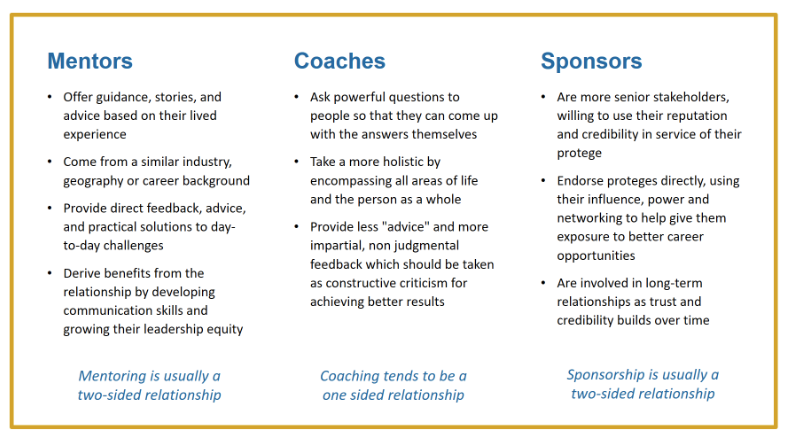 Mentors
• Offer guidance, stories, and
advice based on their lived
experience
• Come from a similar industry,
geography or career background
• Provide direct feedback, advice,
and practical solutions to day-
to-day challenges
• Derive benefits from the
relationship by developing
communication skills and
growing their leadership equity
Mentoring is usually a
two-sided relationship
Coaches
• Ask powerful questions to
people so that they can come up
with the answers themselves
• Take a more holistic by
encompassing all areas of life
and the person as a whole
• Provide less "advice" and more
impartial, non judgmental
feedback which should be taken
as constructive criticism for
achieving better results
Coaching tends to be a
one sided relationship
Sponsors
• Are more senior stakeholders,
willing to use their reputation
and credibility in service of their
protege
• Endorse proteges directly, using
their influence, power and
networking to help give them
exposure to better career
opportunities
• Are involved in long-term
relationships as trust and
credibility builds over time
Sponsorship is usually a
two-sided relationship